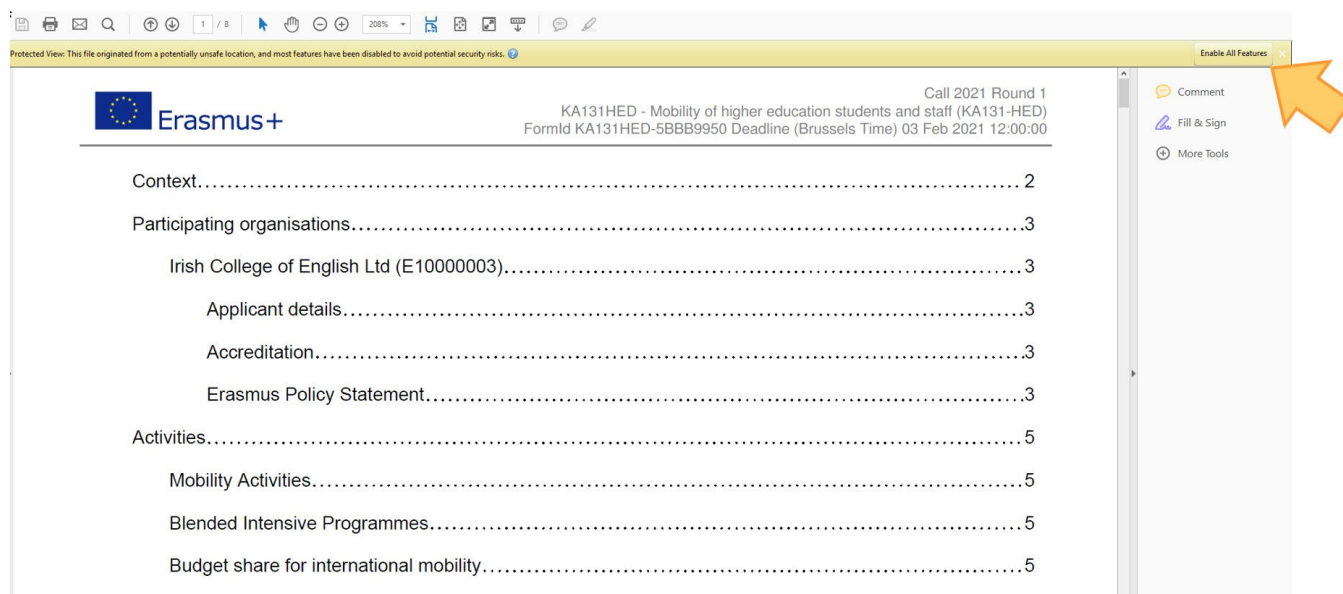 1 / 8
208%
Protected View: This file originated from a potentially unsafe location, and most features have been disabled to avoid potential security risks.
Enable All Features
Erasmus+
Call 2021 Round 1
KA131HED - Mobility of higher education students and staff (KA131-HED)
FormId KA131HED-5BBB9950 Deadline (Brussels Time) 03 Feb 2021 12:00:00
Context 2
Participating organisations 3
Irish College of English Ltd (E10000003) 3
Applicant details 3
Accreditation 3
Erasmus Policy Statement 3
Activities 5
Mobility Activities 5
Blended Intensive Programmes 5
Budget share for international mobility 5
Comment
Fill & Sign
More Tools